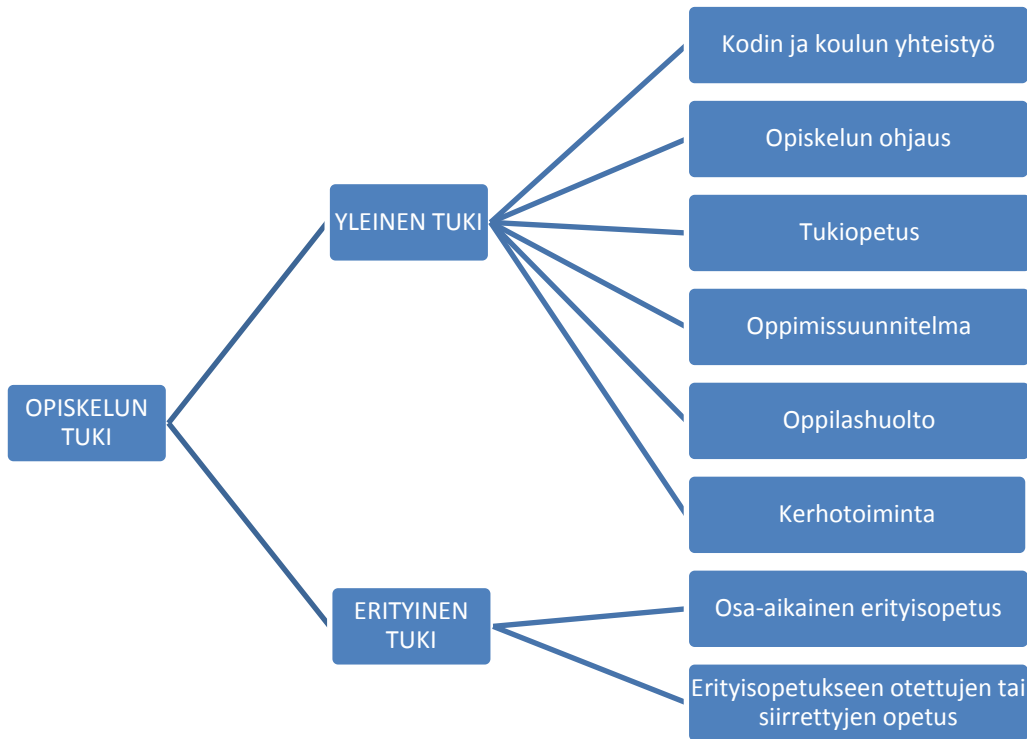 Kodin ja koulun yhteistyö
Opiskelun ohjaus
YLEINEN TUKI
Tukiopetus
Oppimissuunnitelma
OPISKELUN
TUKI
Oppilashuolto
Kerhotoiminta
ERITYINEN
TUKI
Osa-aikainen erityisopetus
Erityisopetukseen otettujen tai
siirrettyjen opetus